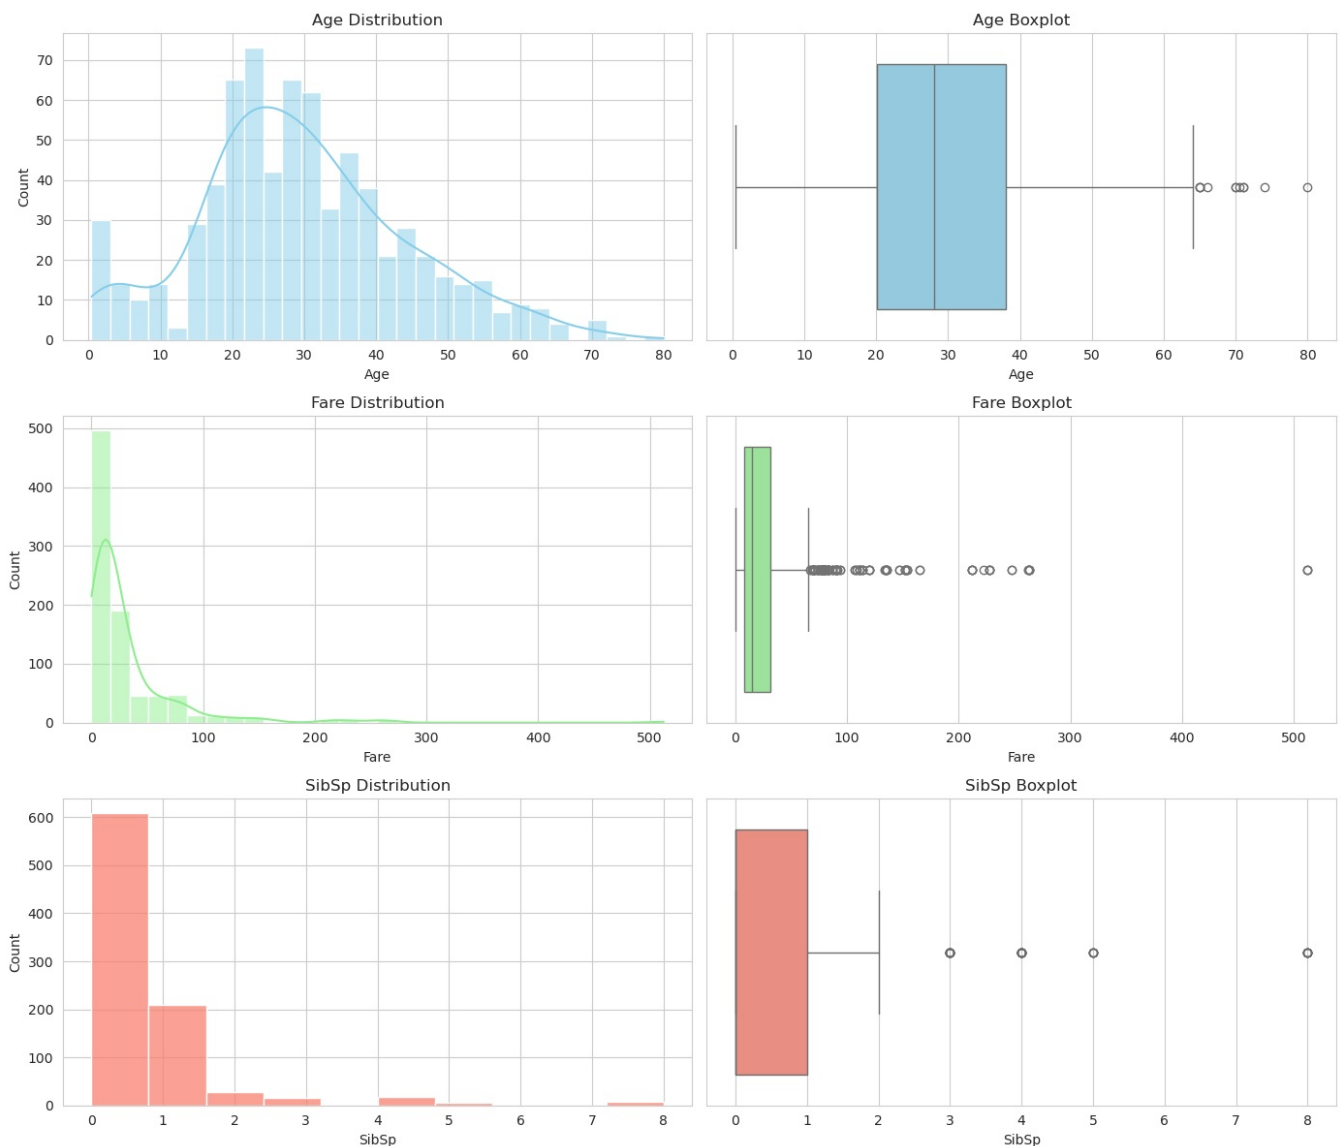 Age Distribution
Age Boxplot
70
60
50
40
30
20
10
0
Count
0 10 20 30 40 50 60 70 80
Age
0 10 20 30 40 50 60 70 80
Age
Fare Distribution
Fare Boxplot
500
400
300
200
100
0
Count
0 100 200 300 400 500
Fare
0 100 200 300 400 500
Fare
SibSp Distribution
SibSp Boxplot
600
500
400
300
200
100
0
Count
0 1 2 3 4 5 6 7 8
SibSp
0 1 2 3 4 5 6 7 8
SibSp